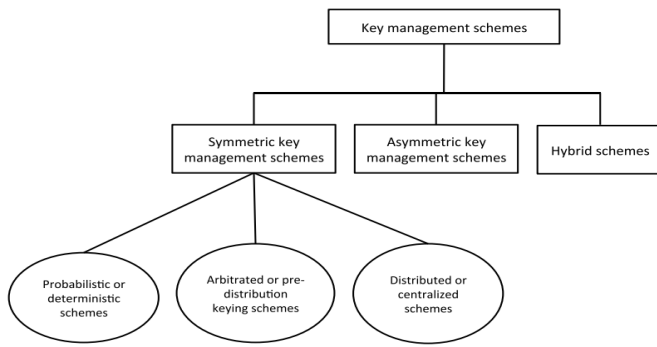 Key management schemes
Symmetric key
management schemes
Asymmetric key
management schemes
Hybrid schemes
Probabilistic or
deterministic
schemes
Arbitrated or pre-
distribution
keying schemes
Distributed or
centralized
schemes